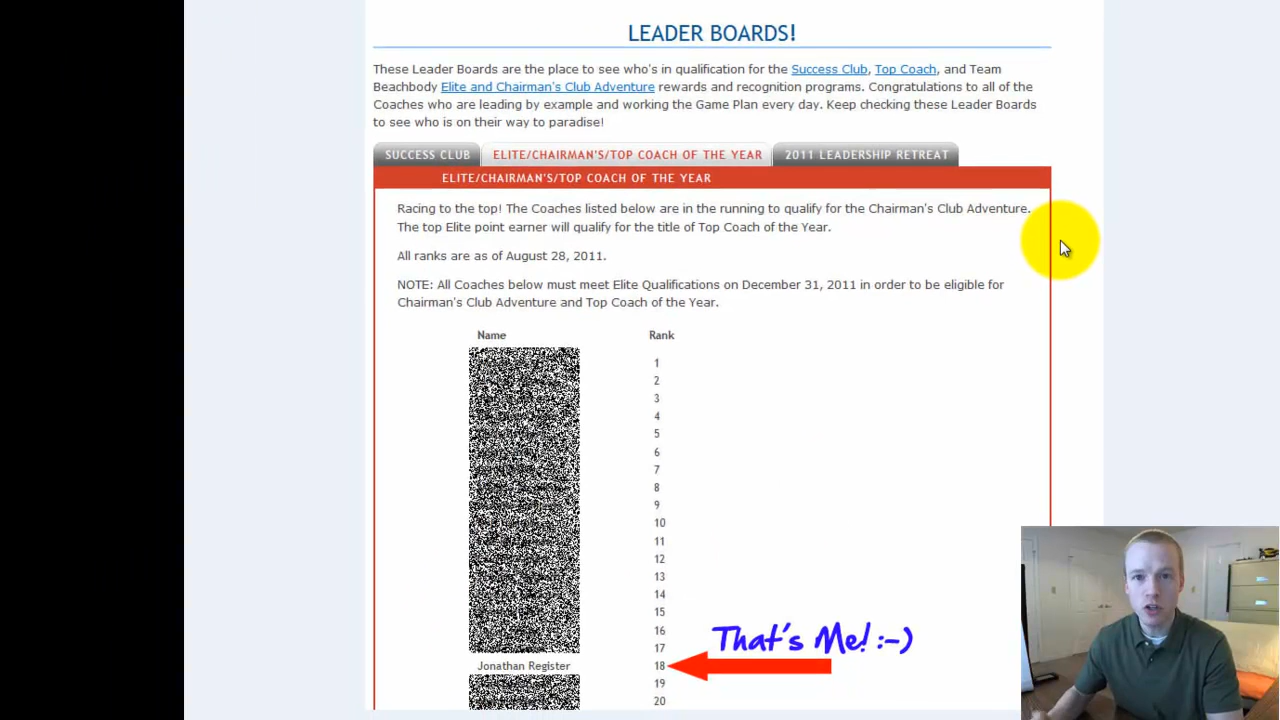 LEADER BOARDS!
These Leader Boards are the place to see who's in qualification for the Success Club, Top Coach, and Team
Beachbody Elite and Chairman's Club Adventure rewards and recognition programs. Congratulations to all of the
Coaches who are leading by example and working the Game Plan every day. Keep checking these Leader Boards
to see who is on their way to paradise!
SUCCESS CLUB ELITE/CHAIRMAN'S/TOP COACH OF THE YEAR 2011 LEADERSHIP RETREAT
ELITE/CHAIRMAN'S/TOP COACH OF THE YEAR
Racing to the top! The Coaches listed below are in the running to qualify for the Chairman's Club Adventure.
The top Elite point earner will qualify for the title of Top Coach of the Year.
All ranks are as of August 28, 2011.
NOTE: All Coaches below must meet Elite Qualifications on December 31, 2011 in order to be eligible for
Chairman's Club Adventure and Top Coach of the Year.
Name Rank
1
2
3
4
5
6
7
8
9
10
11
12
13
14
15
16
17
That's Me! :-)
Jonathan Register 18
19
20